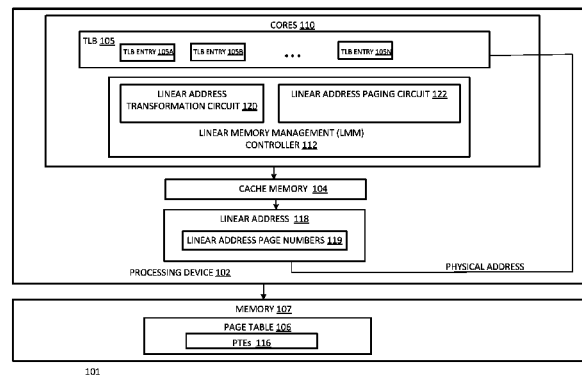 CORES 110
TLB 105
TLB ENTRY 105A
TLB ENTRY 105B
...
TLB ENTRY 105N
LINEAR ADDRESS
TRANSFORMATION CIRCUIT 120
LINEAR ADDRESS PAGING CIRCUIT 122
LINEAR MEMORY MANAGEMENT (LMM)
CONTROLLER 112
CACHE MEMORY 104
LINEAR ADDRESS 118
LINEAR ADDRESS PAGE NUMBERS 119
PROCESSING DEVICE 102
PHYSICAL ADDRESS
MEMORY 107
PAGE TABLE 106
PTEs 116
101